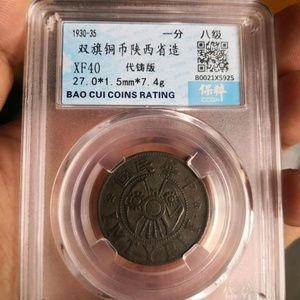 1930-35 一分 八级
双旗铜币陕西省造
XF40 代铸版
27.0*1.5mm*7.4g
BAO CUI COINS RATING
B0021X5925
保粹